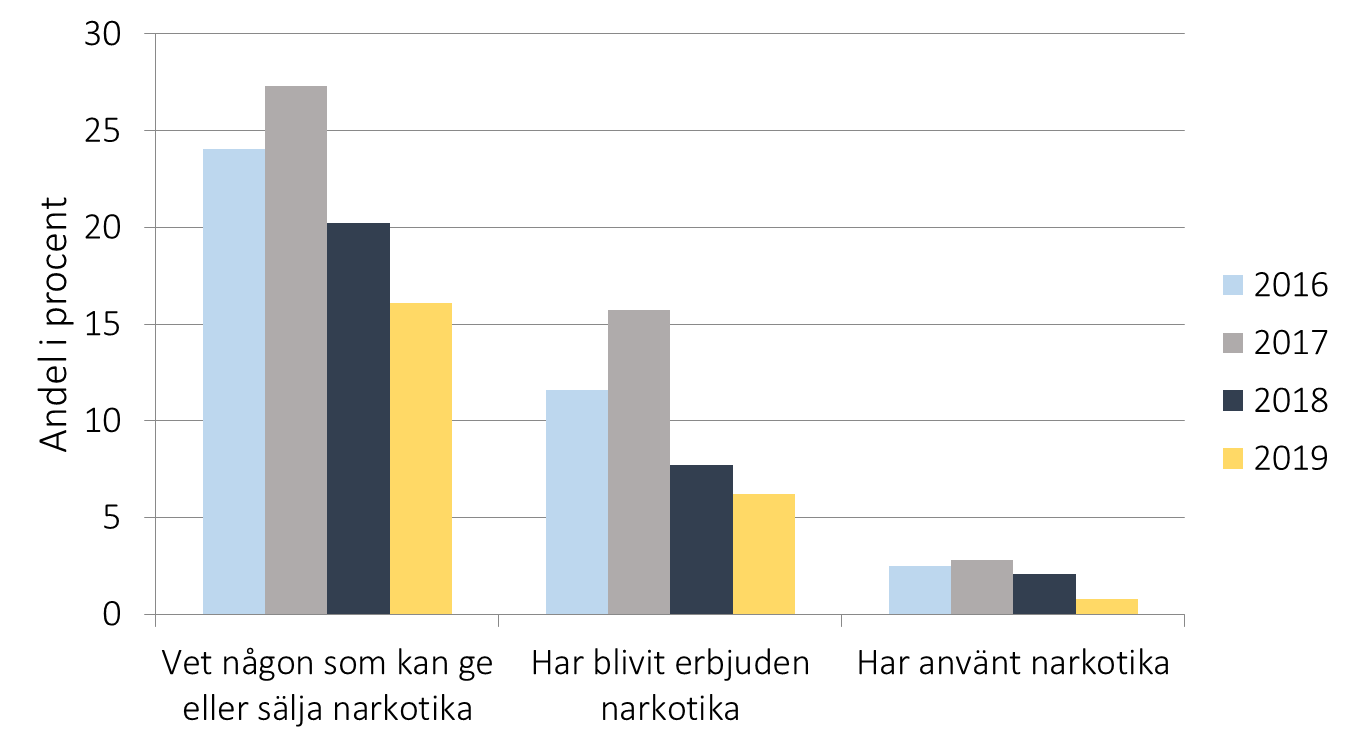 30
25
20
15
10
5
0
Andel i procent
Vet någon som kan ge
eller sälja narkotika
Har blivit erbjuden
narkotika
Har använt narkotika
2016
2017
2018
2019